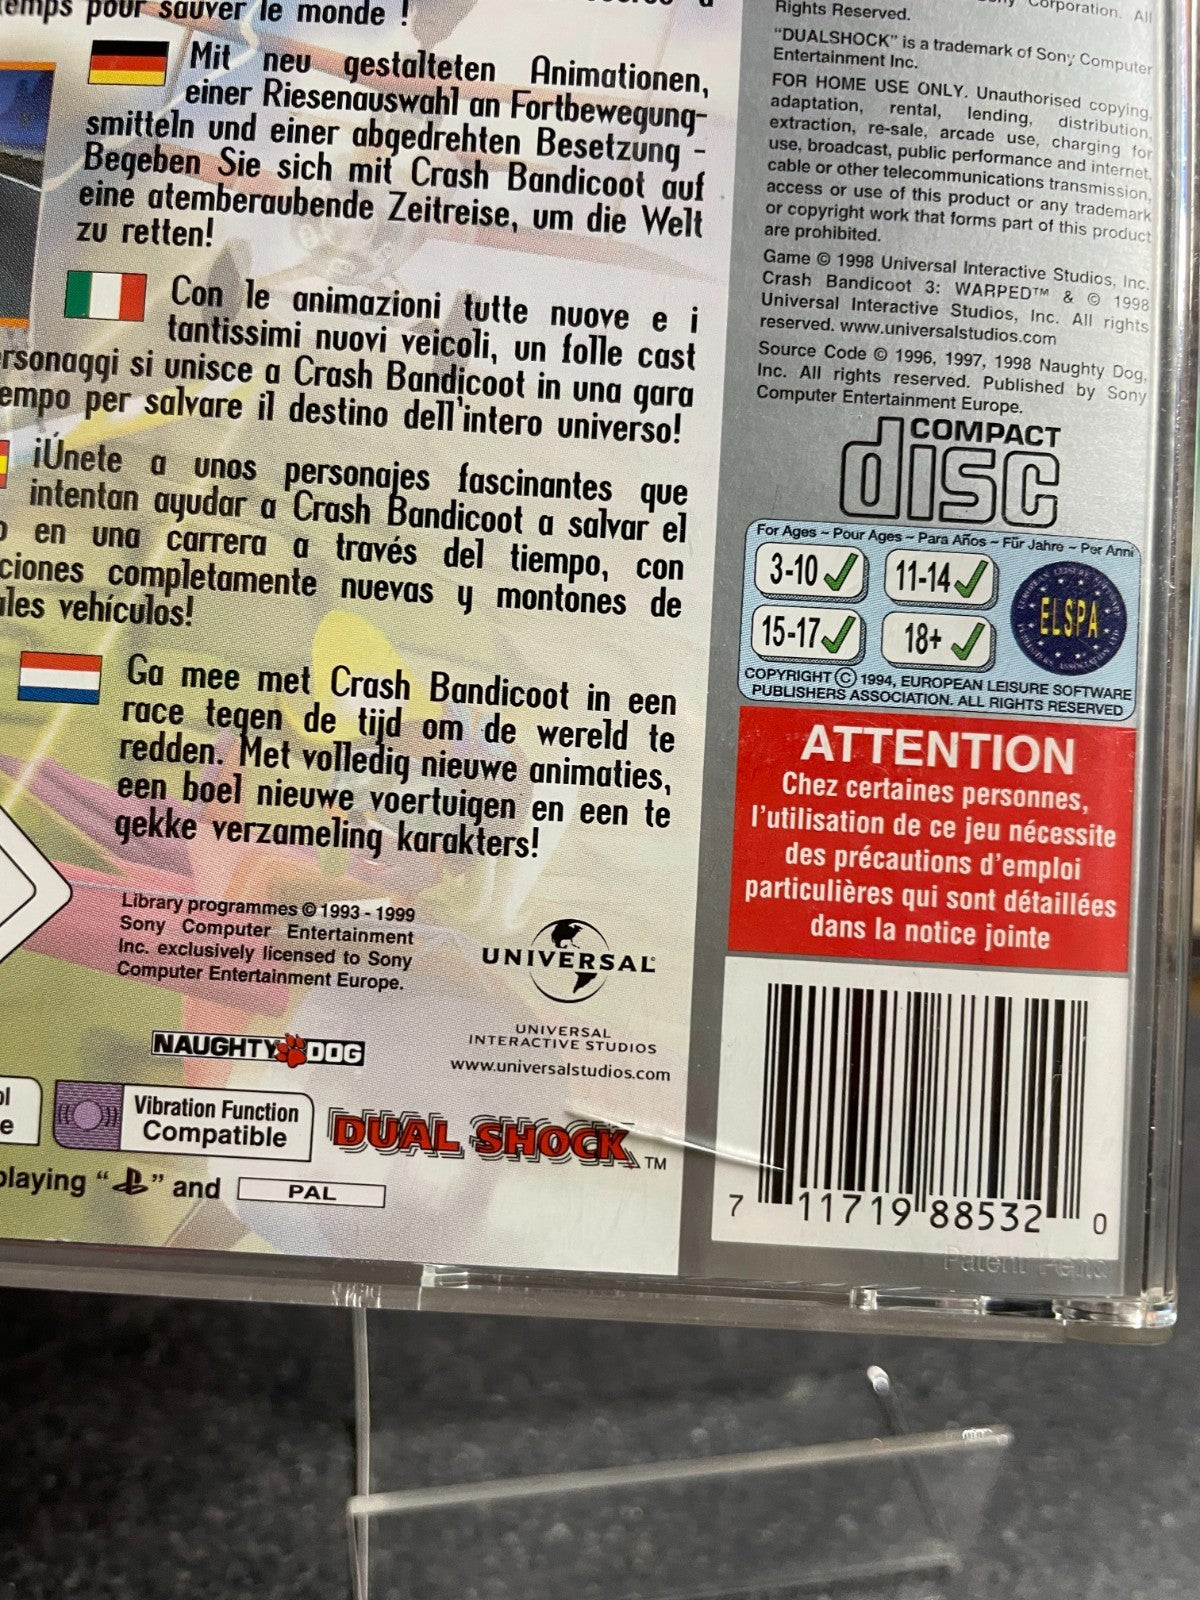 temps pour sauver le monde !
Mit neu gestalteten Animationen,
einer Riesenauswahl an Fortbewegung-
smitteln und einer abgedrehten Besetzung -
Begeben Sie sich mit Crash Bandicoot auf
eine atemberaubende Zeitreise, um die Welt
zu retten!
Con le animazioni tutte nuove e i
tantissimi nuovi veicoli, un folle cast
rsonaggi si unisce a Crash Bandicoot in una gara
empo per salvare il destino dell'intero universo!
¡Únete a unos personajes fascinantes que
intentan ayudar a Crash Bandicoot a salvar el
o en una carrera a través del tiempo, con
ciones completamente nuevas y montones de
ales vehículos!
Ga mee met Crash Bandicoot in een
race tegen de tijd om de wereld te
redden. Met volledig nieuwe animaties,
een boel nieuwe voertuigen en een te
gekke verzameling karakters!
Library programmes © 1993 - 1999
Sony Computer Entertainment
Inc. exclusively licensed to Sony
Computer Entertainment Europe.
UNIVERSAL
NAUGHTY DOG
UNIVERSAL
INTERACTIVE STUDIOS
www.universalstudios.com
Vibration Function
Compatible
DUAL SHOCK™
playing " " and PAL
Corporation. All
Rights Reserved.
"DUALSHOCK" is a trademark of Sony Computer
Entertainment Inc.
FOR HOME USE ONLY. Unauthorised copying,
adaptation, rental, lending, distribution,
extraction, re-sale, arcade use, charging for
use, broadcast, public performance and internet,
cable or other telecommunications transmission,
access or use of this product or any trademark
or copyright work that forms part of this product
are prohibited.
Game © 1998 Universal Interactive Studios, Inc.
Crash Bandicoot 3: WARPED™ & © 1998
Universal Interactive Studios, Inc. All rights
reserved. www.universalstudios.com
Source Code © 1996, 1997, 1998 Naughty Dog,
Inc. All rights reserved. Published by Sony
Computer Entertainment Europe.
COMPACT
disc
For Ages ~ Pour Ages ~ Para Años ~ Für Jahre ~ Per Anni
3-10 11-14
15-17 18+
ELSPA
COPYRIGHT © 1994, EUROPEAN LEISURE SOFTWARE
PUBLISHERS ASSOCIATION. ALL RIGHTS RESERVED
ATTENTION
Chez certaines personnes,
l'utilisation de ce jeu nécessite
des précautions d'emploi
particulières qui sont détaillées
dans la notice jointe
7 11719 88532 0
Patent Pend